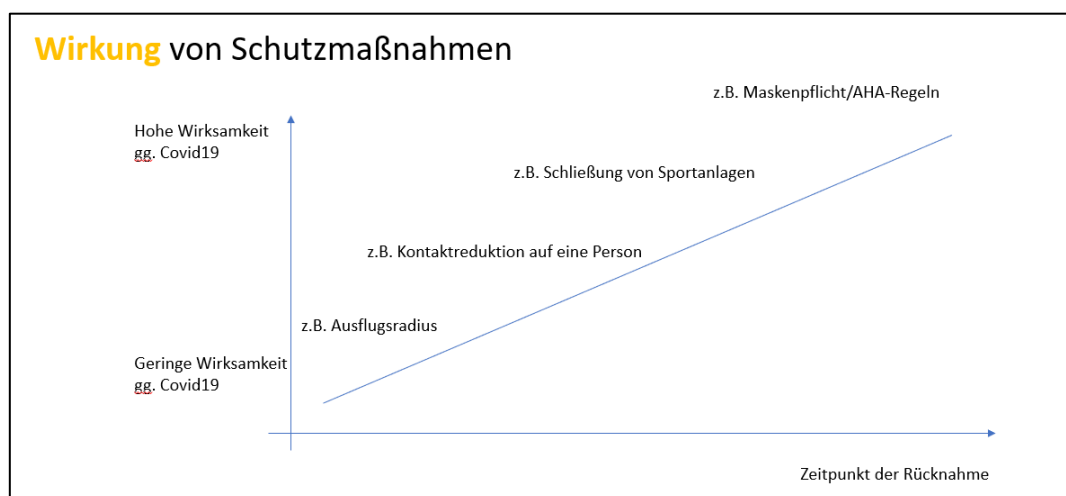 Wirkung von Schutzmaßnahmen
z.B. Maskenpflicht/AHA-Regeln
Hohe Wirksamkeit
gg. Covid19
z.B. Schließung von Sportanlagen
z.B. Kontaktreduktion auf eine Person
z.B. Ausflugsradius
Geringe Wirksamkeit
gg. Covid19
Zeitpunkt der Rücknahme